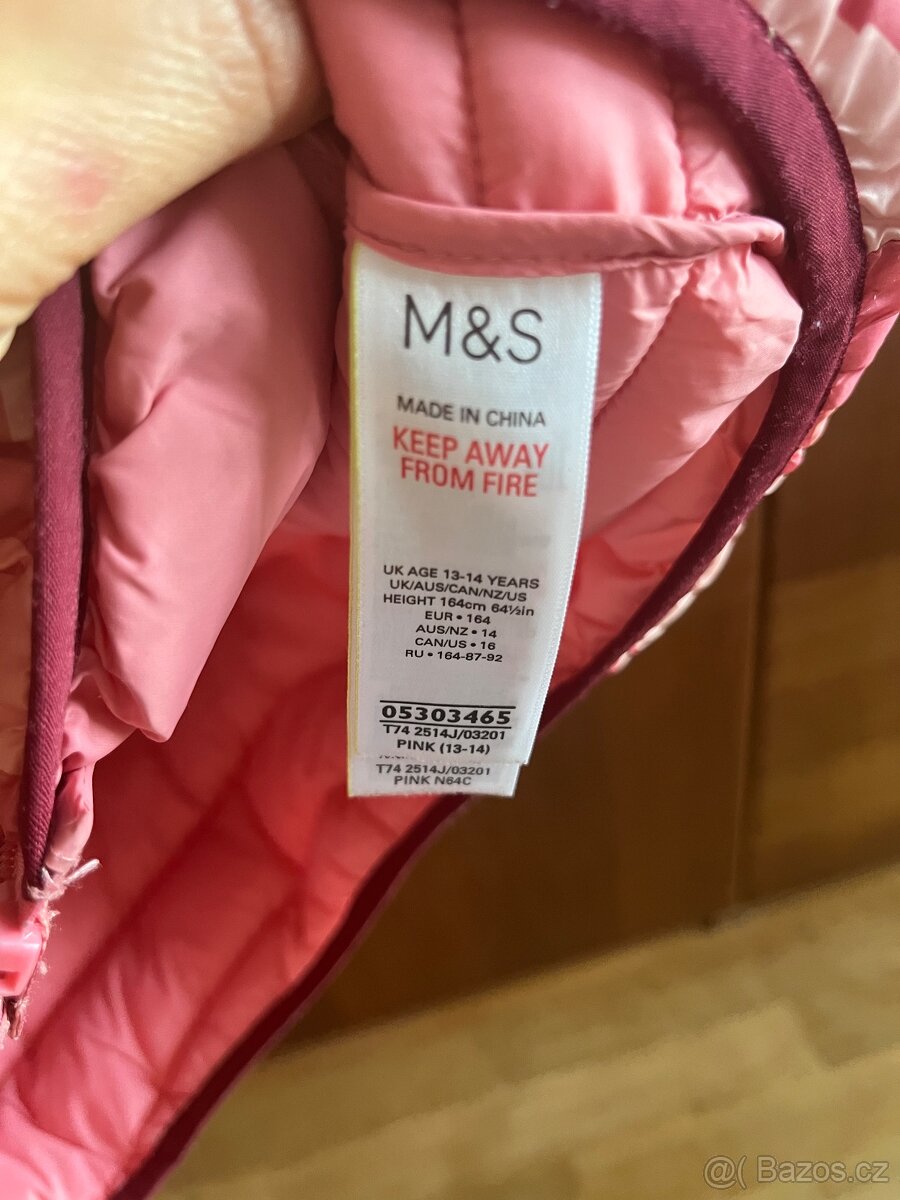 M&S
MADE IN CHINA
KEEP AWAY
FROM FIRE
UK AGE 13-14 YEARS
UK/AUS/CAN/NZ/US
HEIGHT 164cm 64½in
EUR • 164
AUS/NZ • 14
CAN/US • 16
RU • 164-87-92
05303465
T74 2514J/03201
PINK (13-14)
T74 2514J/03201
PINK N64C
@( Bazos.cz